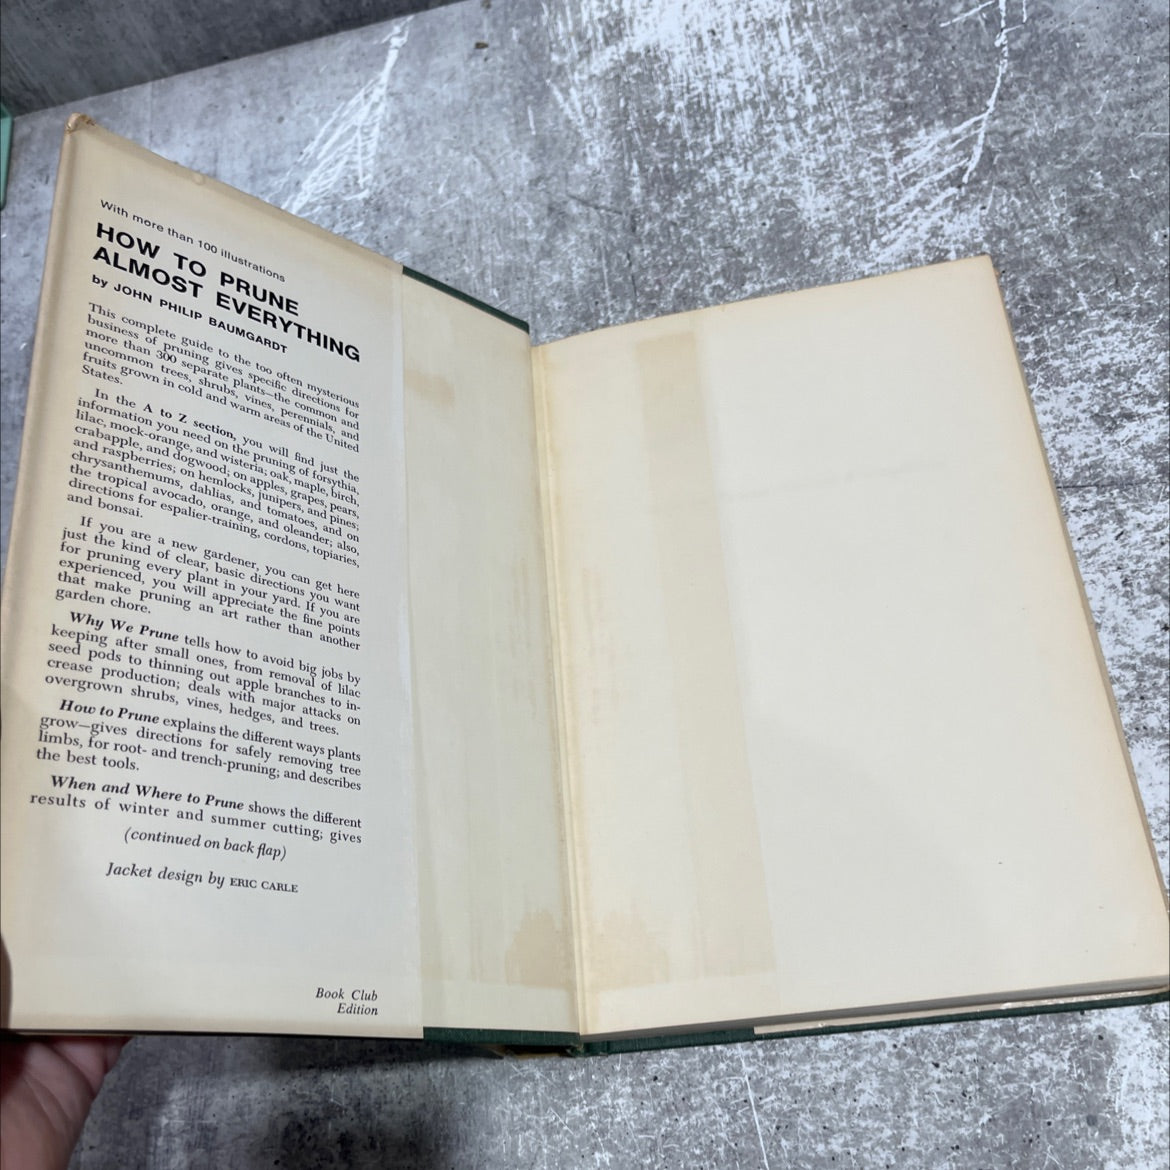 With more than 100 illustrations
HOW TO PRUNE
ALMOST EVERYTHING
by JOHN PHILIP BAUMGARDT
This complete guide to the too often mysterious
business of pruning gives specific directions for
more than 300 separate plants—the common and
uncommon trees, shrubs, vines, perennials, and
fruits grown in cold and warm areas of the United
States.
In the A to Z section, you will find just the
information you need on the pruning of forsythia,
lilac, mock-orange, and wisteria; oak, maple, birch,
crabapple, and dogwood; on apples, grapes, pears,
and raspberries; on hemlocks, junipers, and pines;
chrysanthemums, dahlias, and tomatoes, and on
the tropical avocado, orange, and oleander; also,
directions for espalier-training, cordons, topiaries,
and bonsai.
If you are a new gardener, you can get here
just the kind of clear, basic directions you want
for pruning every plant in your yard. If you are
experienced, you will appreciate the fine points
that make pruning an art rather than another
garden chore.
Why We Prune tells how to avoid big jobs by
keeping after small ones, from removal of lilac
seed pods to thinning out apple branches to in-
crease production; deals with major attacks on
overgrown shrubs, vines, hedges, and trees.
How to Prune explains the different ways plants
grow—gives directions for safely removing tree
limbs, for root- and trench-pruning; and describes
the best tools.
When and Where to Prune shows the different
results of winter and summer cutting; gives
(continued on back flap)
Jacket design by ERIC CARLE
Book Club
Edition